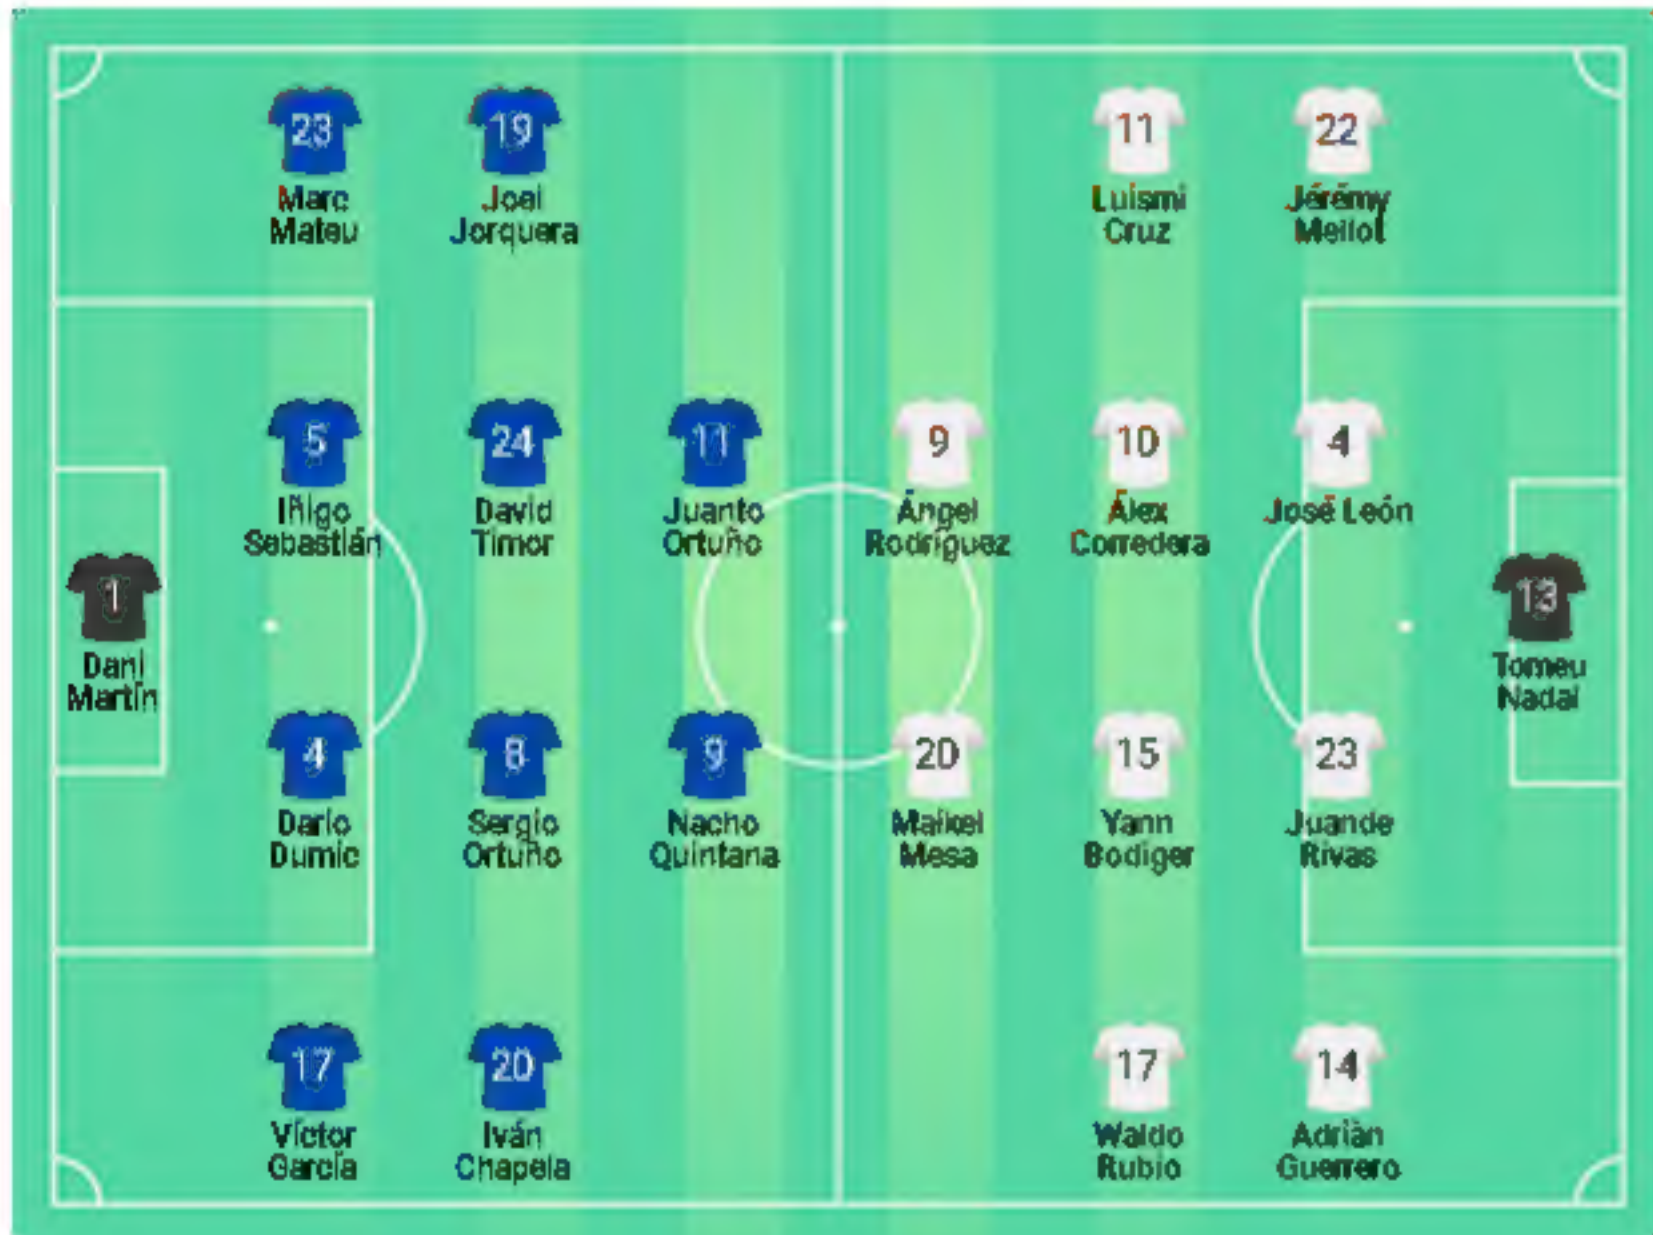 23
Marc
Mateu
19
Joel
Jorquera
11
Luismi
Cruz
22
Jérémy
Mellot
5
Iñigo
Sebastián
24
David
Timor
11
Juanto
Ortuño
9
Ángel
Rodríguez
10
Álex
Corredera
4
José León
1
Dani
Martín
13
Tomeu
Nadal
4
Dario
Dumic
8
Sergio
Ortuño
9
Nacho
Quintana
20
Maikel
Mesa
15
Yann
Bodiger
23
Juande
Rivas
17
Víctor
García
20
Iván
Chapela
17
Waldo
Rubio
14
Adrián
Guerrero